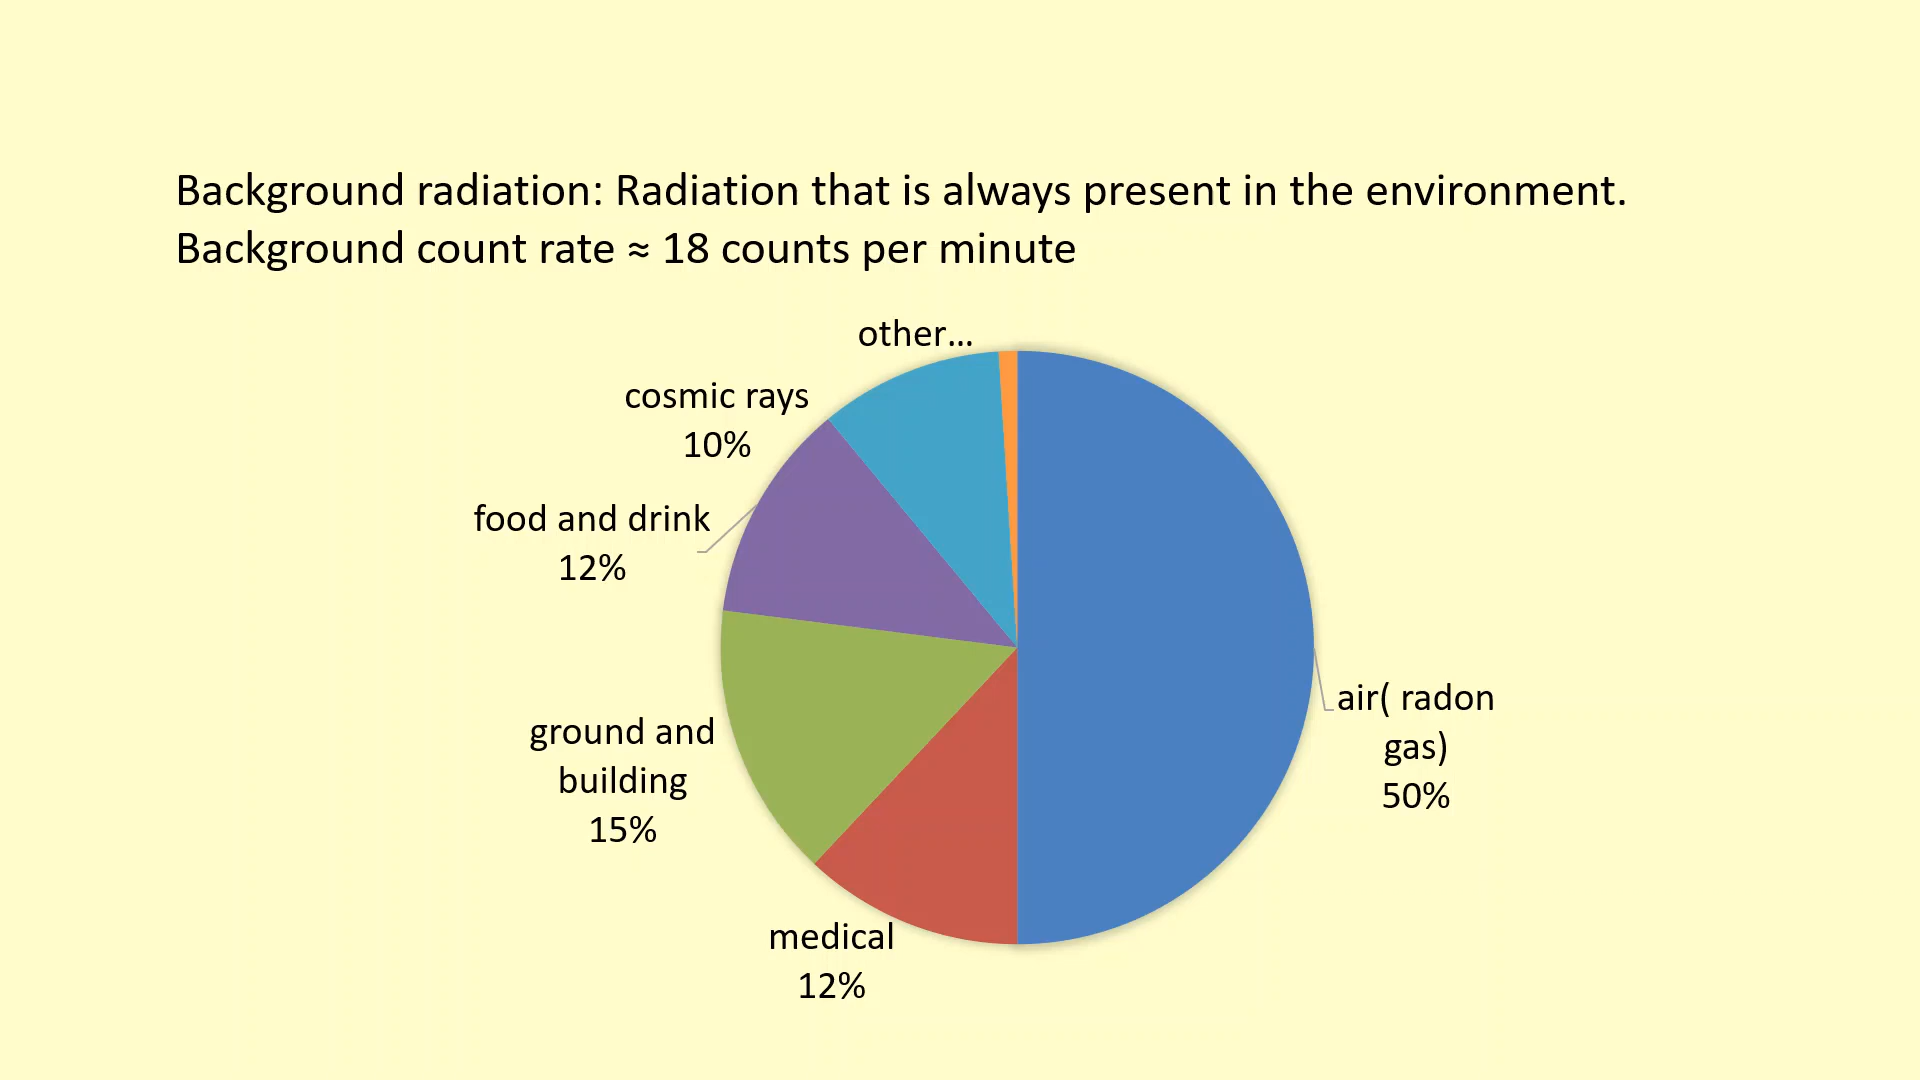 Background radiation: Radiation that is always present in the environment.
Background count rate ≈ 18 counts per minute
other...
cosmic rays
10%
food and drink
12%
ground and
building
15%
medical
12%
air( radon
gas)
50%